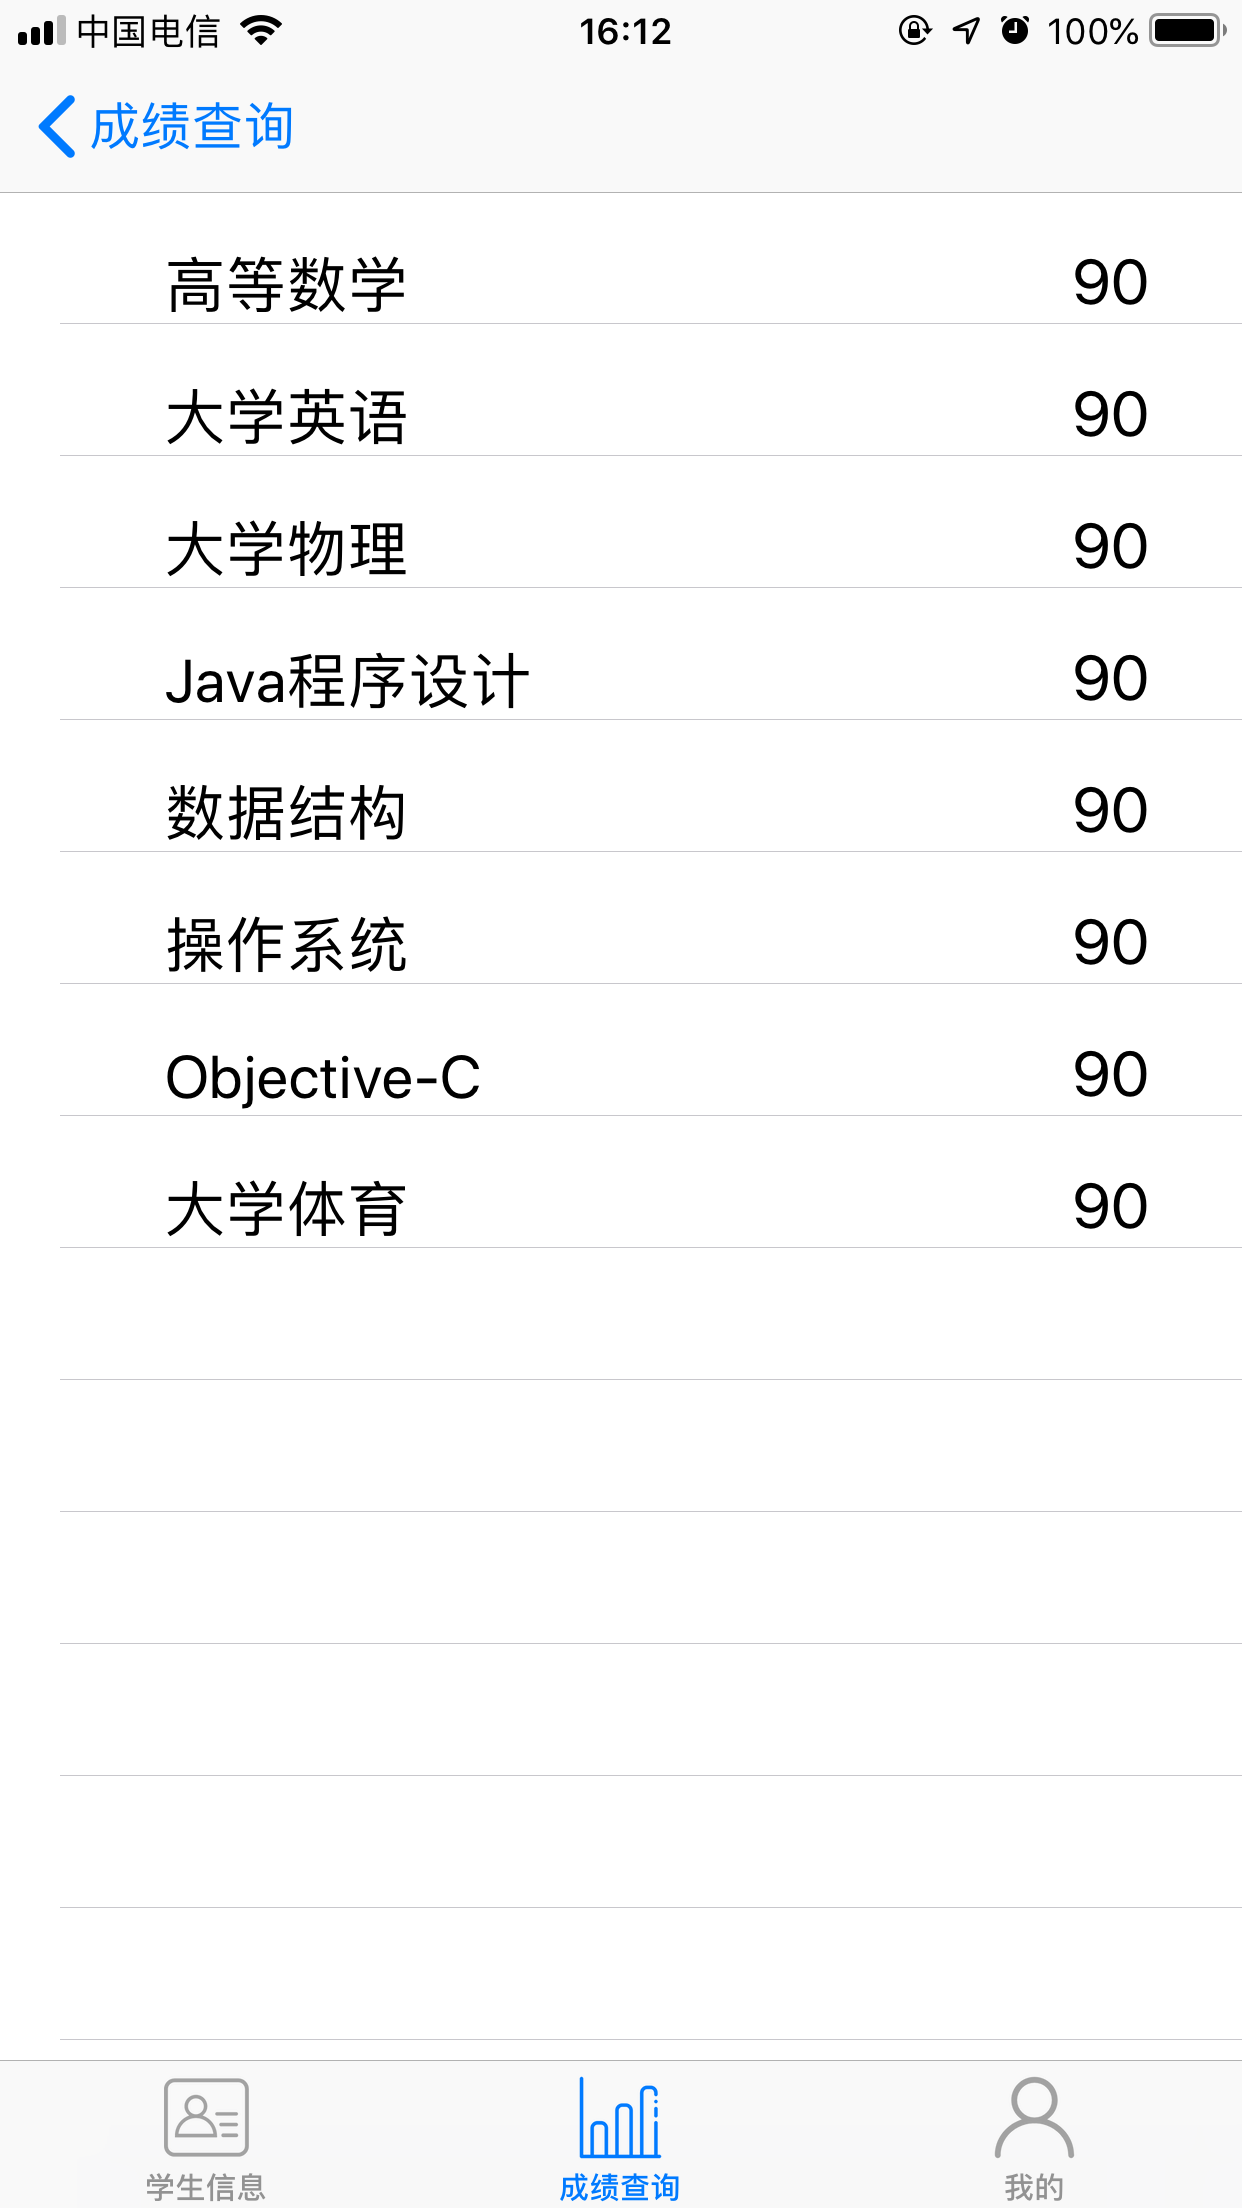 中国电信 16:12 100%
成绩查询
高等数学 90
大学英语 90
大学物理 90
Java程序设计 90
数据结构 90
操作系统 90
Objective-C 90
大学体育 90
学生信息 成绩查询 我的